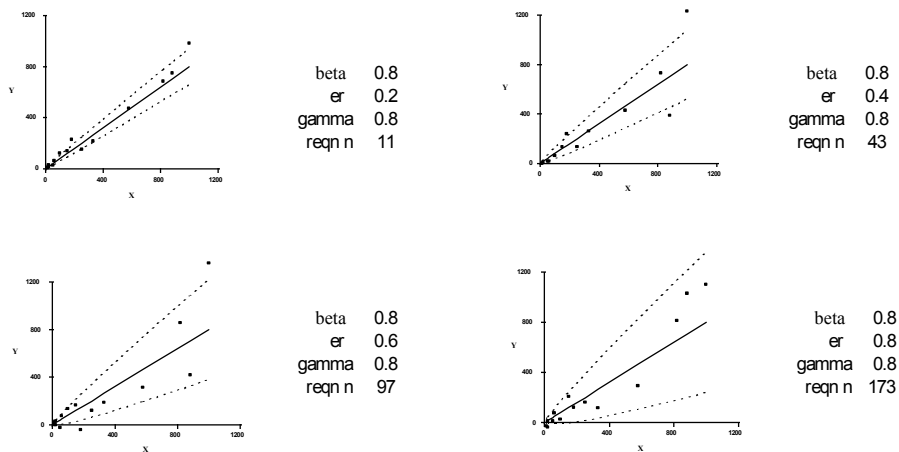 1200
800
Y
400
0
0 400 800 1200
X
beta 0.8
er 0.2
gamma 0.8
reqn n 11
1200
800
Y
400
0
0 400 800 1200
X
beta 0.8
er 0.4
gamma 0.8
reqn n 43
1200
800
Y
400
0
0 400 800 1200
X
beta 0.8
er 0.6
gamma 0.8
reqn n 97
1200
800
Y
400
0
0 400 800 1200
X
beta 0.8
er 0.8
gamma 0.8
reqn n 173